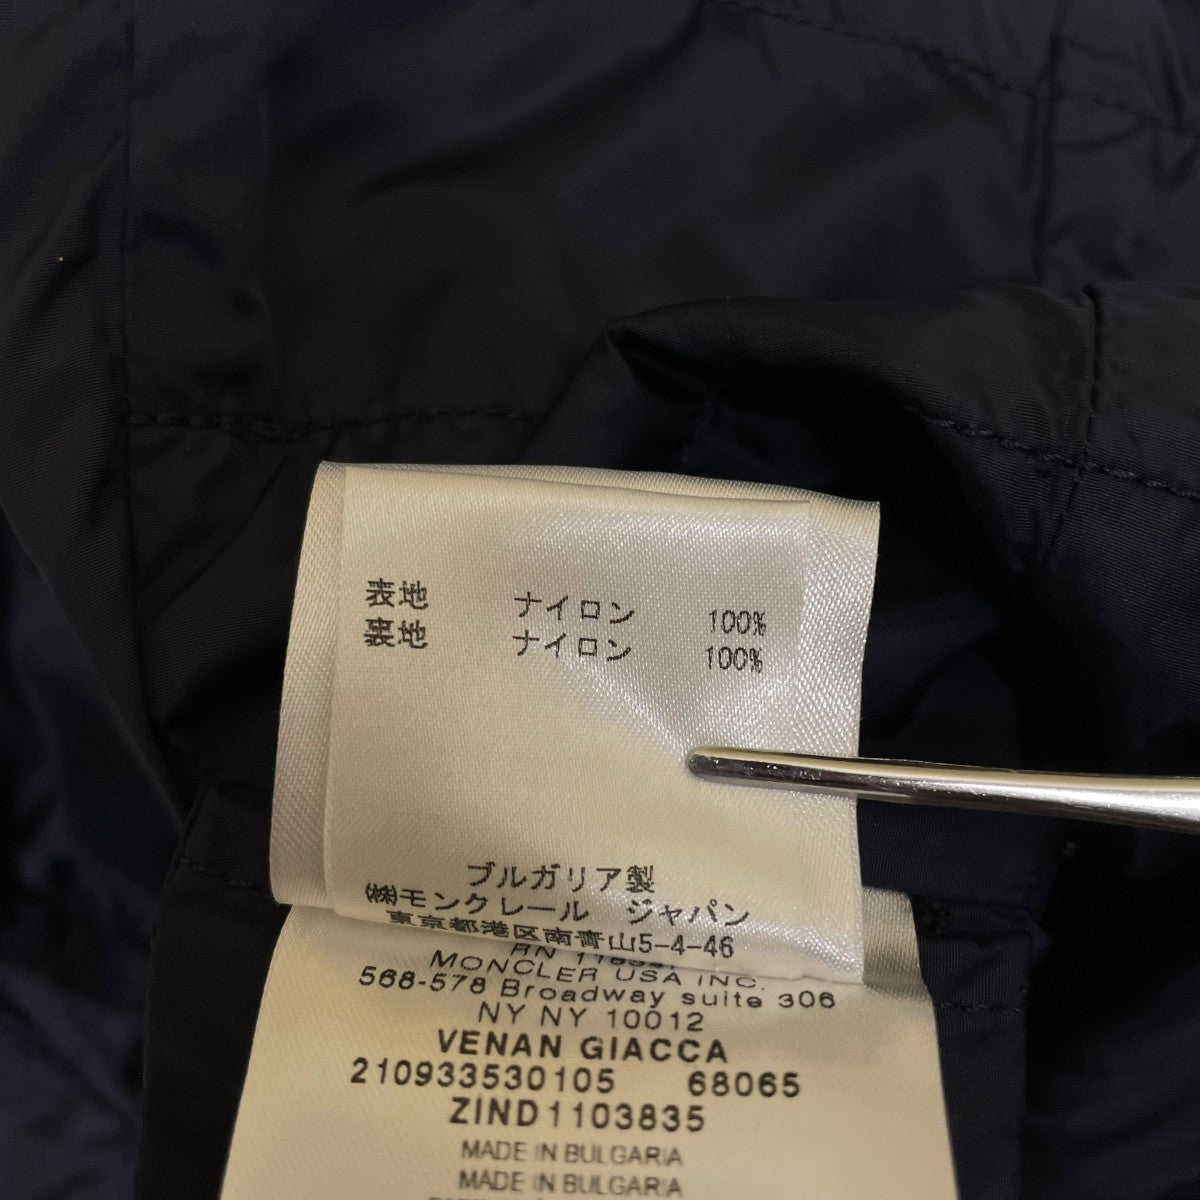 表地 ナイロン 100%
裏地 ナイロン 100%
ブルガリア製
㈱モンクレール ジャパン
東京都港区南青山5-4-46
RN
MONCLER USA INC.
568-578 Broadway suite 306
NY NY 10012
VENAN GIACCA
210933530105 68065
ZIND1103835
MADE IN BULGARIA
MADE IN BULGARIA